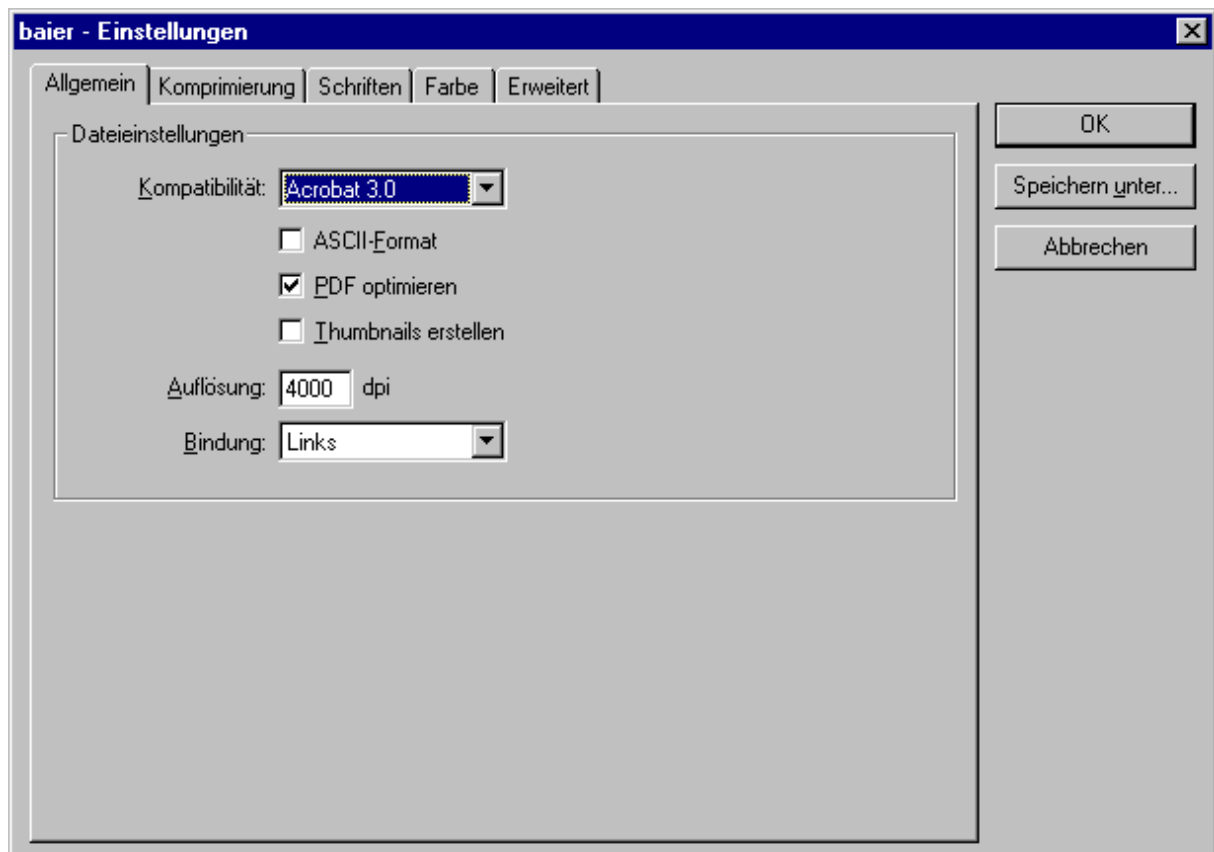 baier - Einstellungen
Allgemein Komprimierung Schriften Farbe Erweitert
Dateieinstellungen
Kompatibilität: Acrobat 3.0
ASCII-Format
PDF optimieren
Thumbnails erstellen
Auflösung: 4000 dpi
Bindung: Links
OK
Speichern unter...
Abbrechen